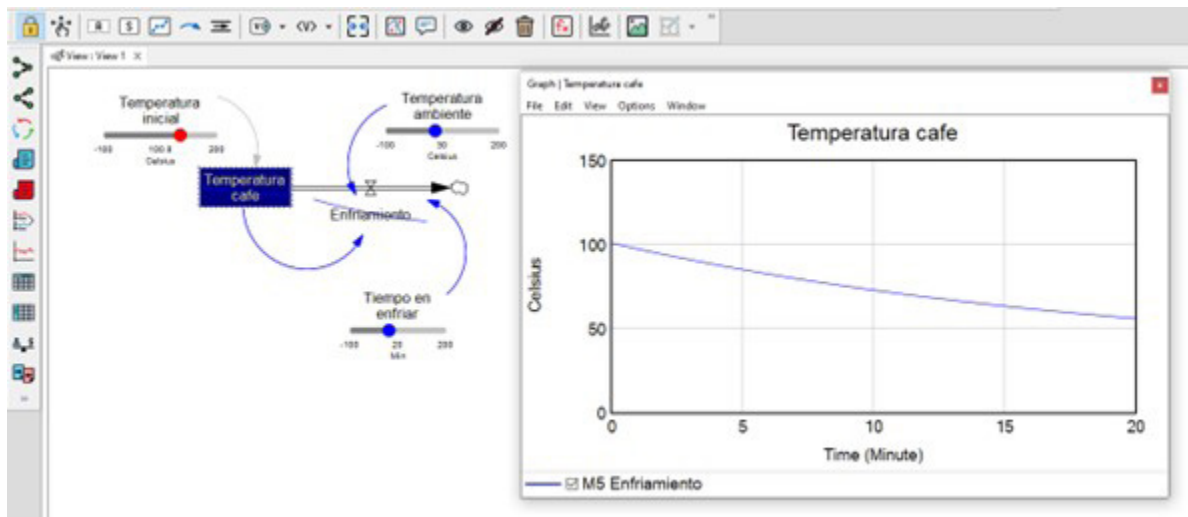 View : View 1 X
Temperatura
inicial
-100 100.8 200
Celsius
Temperatura
ambiente
-100 30 200
Celsius
Temperatura
cafe
Enfriamiento
Tiempo en
enfriar
-100 20 200
Min
Graph | Temperatura cafe
File Edit View Options Window
Temperatura cafe
150
100
50
0
Celsius
0 5 10 15 20
Time (Minute)
M5 Enfriamiento